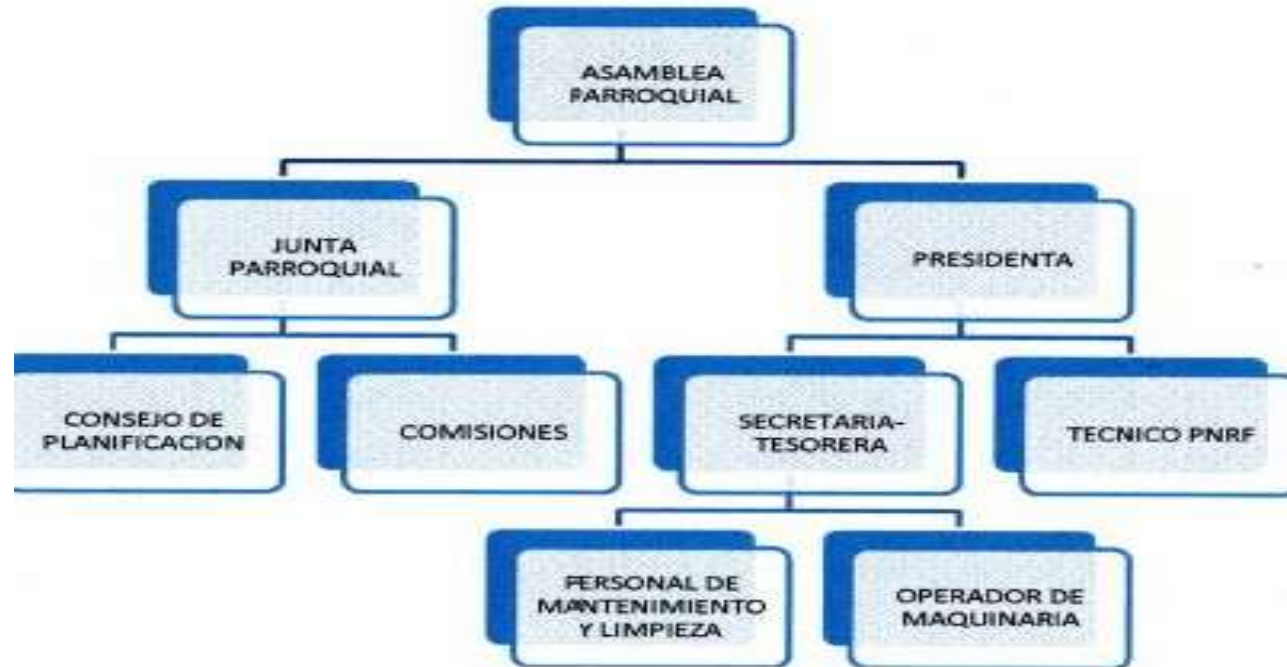 ASAMBLEA
PARROQUIAL
JUNTA
PARROQUIAL
PRESIDENTA
CONSEJO DE
PLANIFICACION
COMISIONES
SECRETARIA-
TESORERA
TECNICO PNRF
PERSONAL DE
MANTENIMIENTO
Y LIMPIEZA
OPERADOR DE
MAQUINARIA